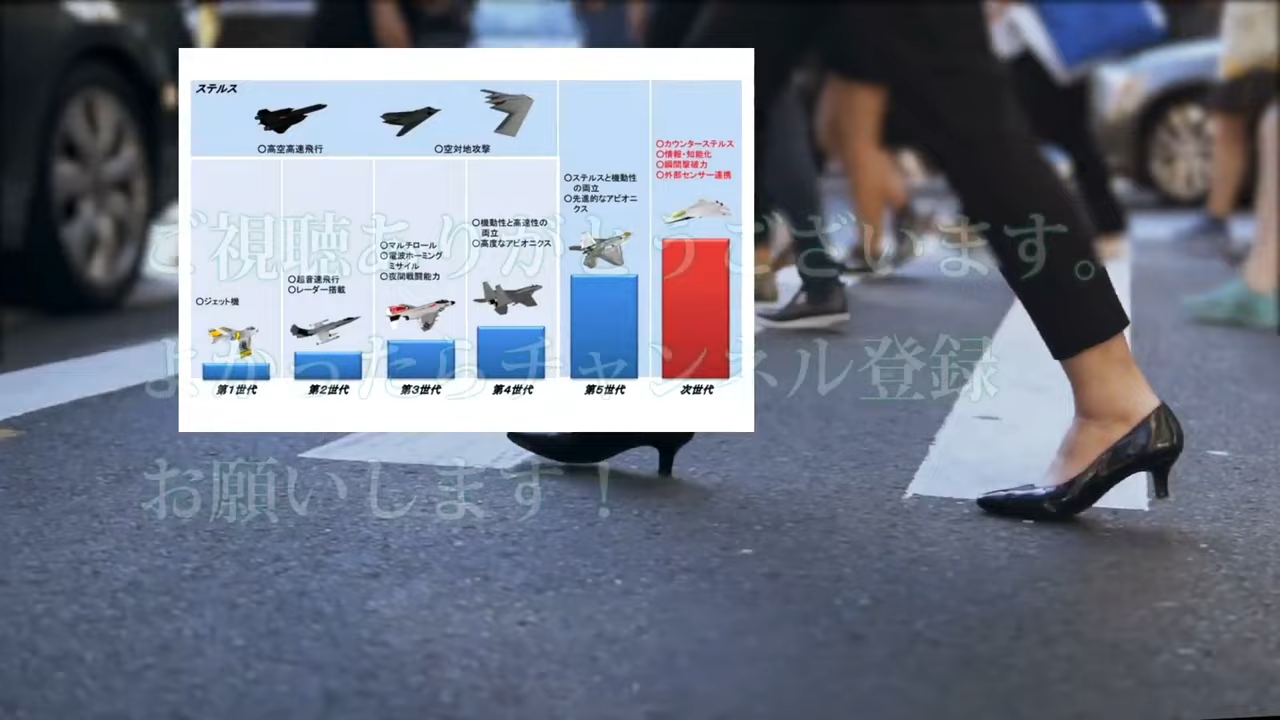 ステルス
○高空高速飛行
○空対地攻撃
○カウンターステルス
○情報・知能化
○瞬間撃破力
○外部センサー連携
○ステルスと機動性
の両立
○先進的なアビオニ
クス
○機動性と高速性の
両立
○高度なアビオニクス
○マルチロール
○電波ホーミング
ミサイル
○夜間戦闘能力
○超音速飛行
○レーダー搭載
○ジェット機
第1世代
第2世代
第3世代
第4世代
第5世代
次世代
ご視聴ありがとうございます。
よかったらチャンネル登録
お願いします！